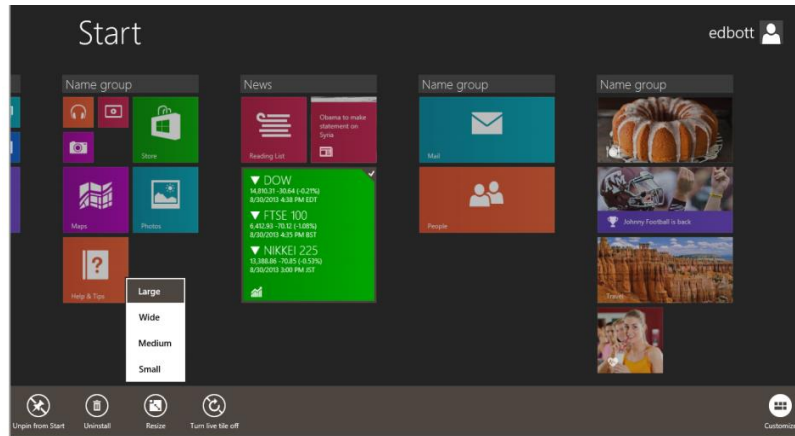 Start
edbott
Name group
News
Name group
Name group
Store
Reading List
Obama to make
statement on
Syria
Mail
Maps
Photos
▼ DOW
14,810.31 -30.64 (-0.21%)
8/30/2013 4:38 PM EDT
▼ FTSE 100
6,412.93 -70.12 (-1.08%)
8/30/2013 4:35 PM BST
▼ NIKKEI 225
13,388.86 -70.85 (-0.53%)
8/30/2013 3:00 PM JST
People
Johnny Football is back
Help & Tips
Travel
Large
Wide
Medium
Small
Unpin from Start
Uninstall
Resize
Turn live tile off
Customize